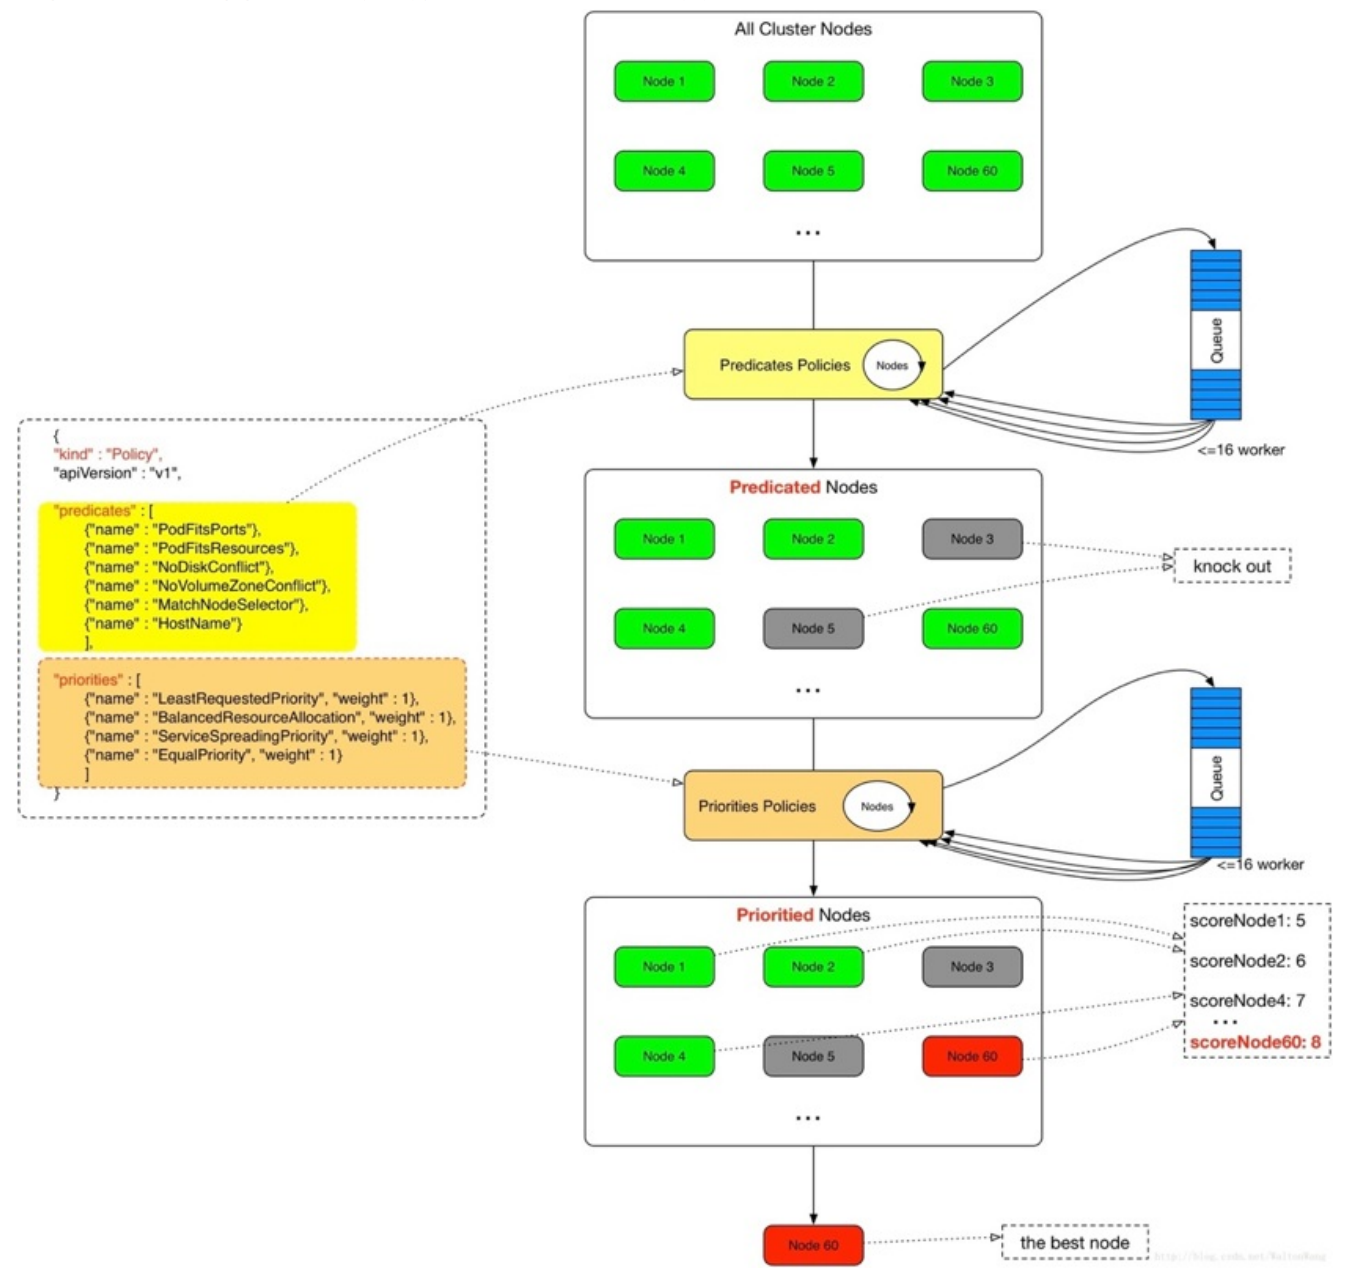 All Cluster Nodes
Node 1
Node 2
Node 3
Node 4
Node 5
Node 60
...
Predicates Policies
Nodes
Queue
<=16 worker
{
"kind" : "Policy",
"apiVersion" : "v1",
"predicates" : [
{"name" : "PodFitsPorts"},
{"name" : "PodFitsResources"},
{"name" : "NoDiskConflict"},
{"name" : "NoVolumeZoneConflict"},
{"name" : "MatchNodeSelector"},
{"name" : "HostName"}
],
"priorities" : [
{"name" : "LeastRequestedPriority", "weight" : 1},
{"name" : "BalancedResourceAllocation", "weight" : 1},
{"name" : "ServiceSpreadingPriority", "weight" : 1},
{"name" : "EqualPriority", "weight" : 1}
]
}
Predicated Nodes
Node 1
Node 2
Node 3
knock out
Node 4
Node 5
Node 60
...
Priorities Policies
Nodes
Queue
<=16 worker
Prioritied Nodes
Node 1
Node 2
Node 3
Node 4
Node 5
Node 60
...
scoreNode1: 5
scoreNode2: 6
scoreNode4: 7
...
scoreNode60: 8
Node 60
the best node
http://blog.csdn.net/WaltonWang